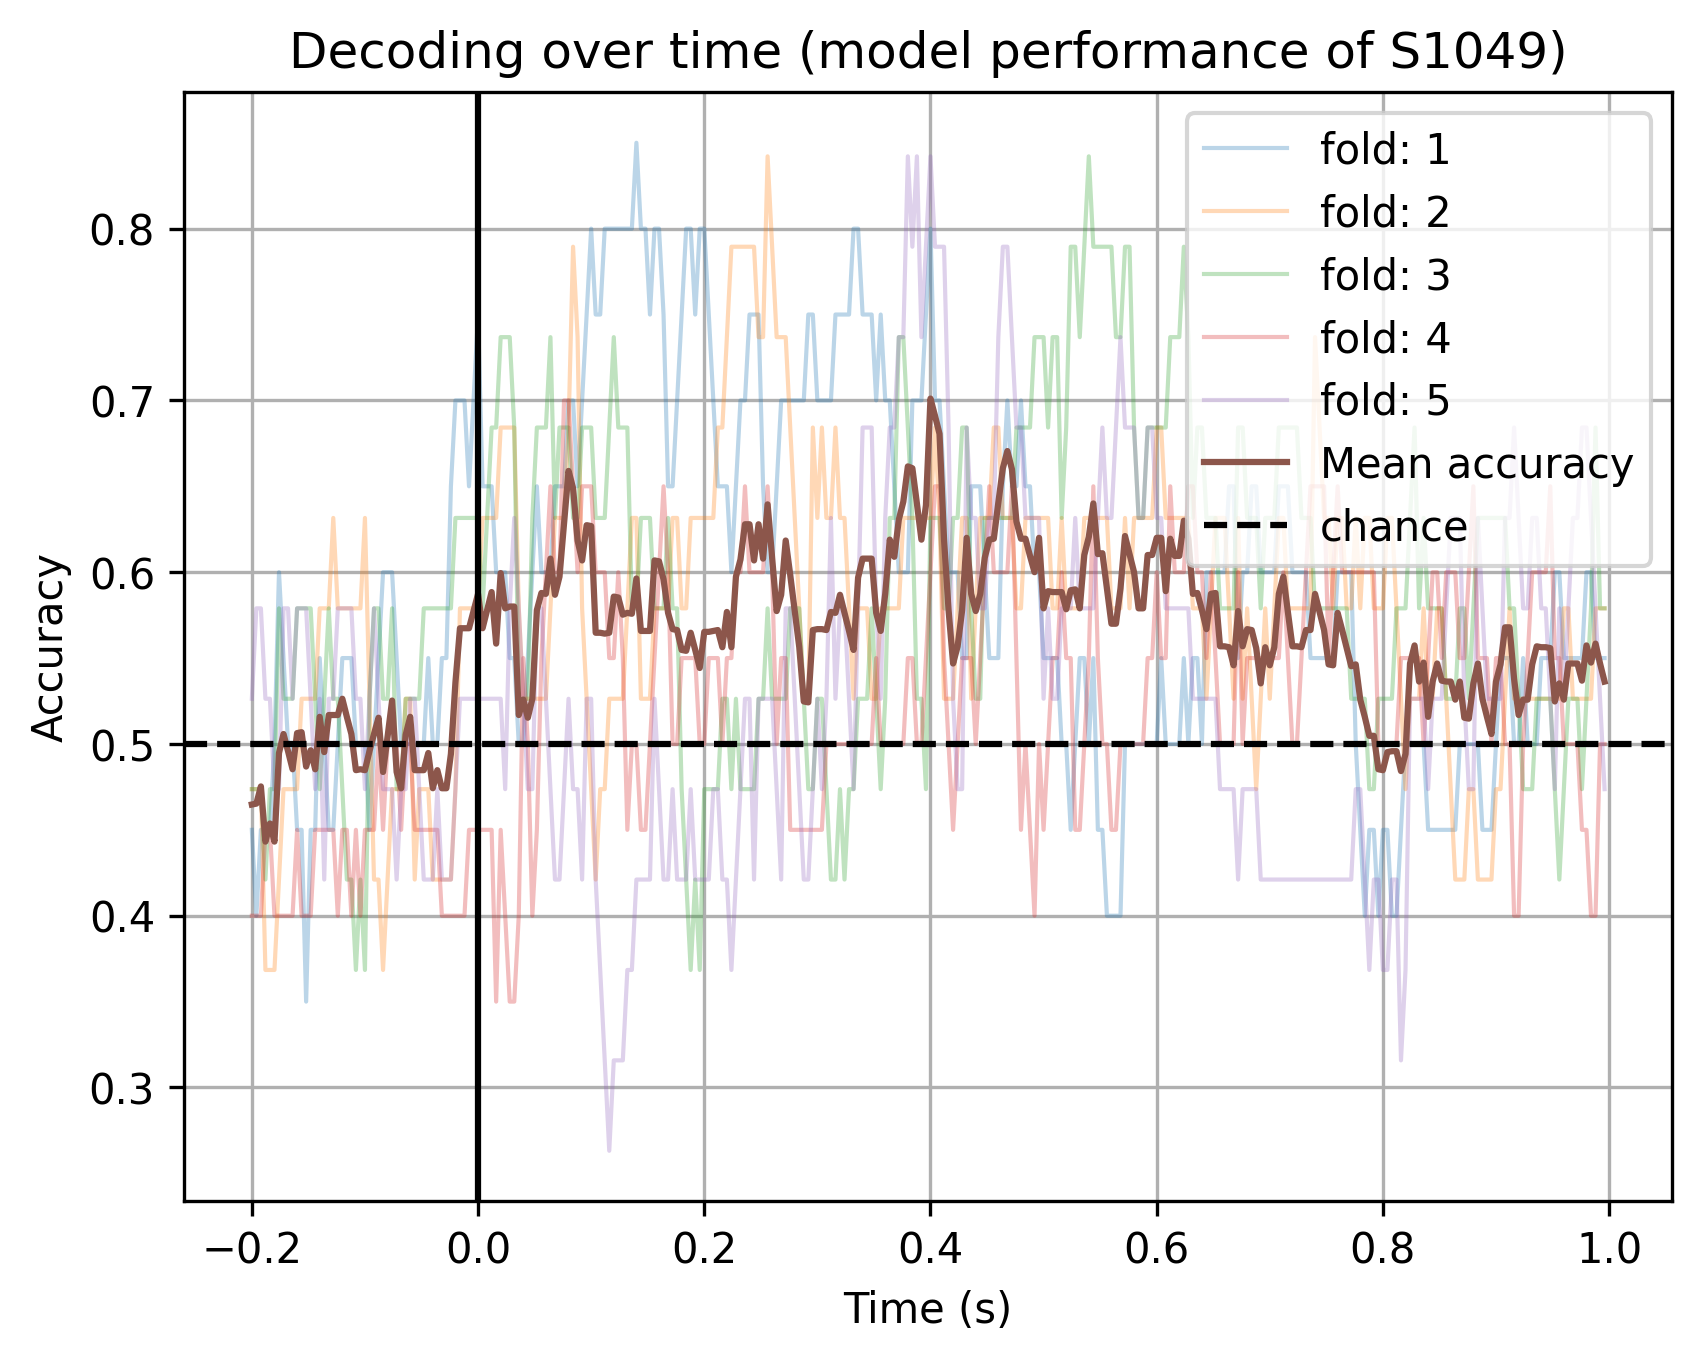 Decoding over time (model performance of S1049)
fold: 1
fold: 2
fold: 3
fold: 4
fold: 5
Mean accuracy
chance
Accuracy
0.8
0.7
0.6
0.5
0.4
0.3
−0.2 0.0 0.2 0.4 0.6 0.8 1.0
Time (s)